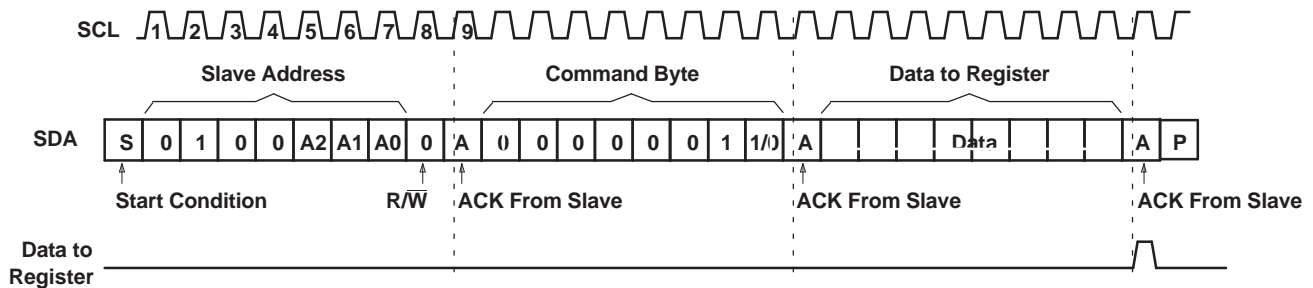 SCL 1 2 3 4 5 6 7 8 9
Slave Address Command Byte Data to Register
SDA S 0 1 0 0 A2 A1 A0 0 A 0 0 0 0 0 0 1 1/0 A Data A P
Start Condition R/W̅ ACK From Slave ACK From Slave ACK From Slave
Data to
Register